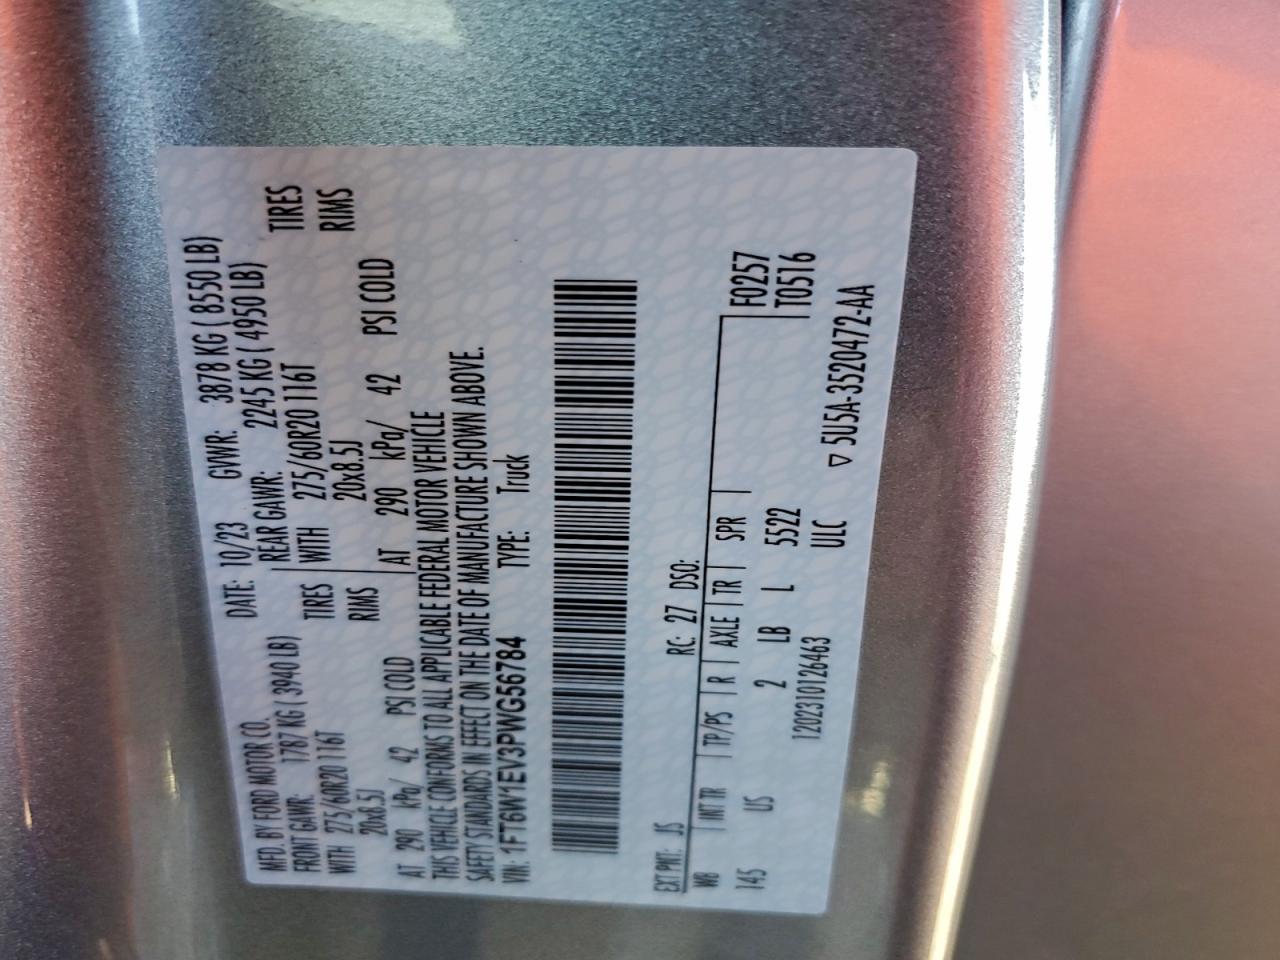 MFD. BY FORD MOTOR CO. DATE: 10/23 GVWR: 3878 KG ( 8550 LB)
FRONT GAWR: 1787 KG ( 3940 LB) REAR GAWR: 2245 KG ( 4950 LB)
WITH 275/60R20 116T TIRES WITH 275/60R20 116T TIRES
20x8.5J RIMS 20x8.5J RIMS
AT 290 kPa/ 42 PSI COLD AT 290 kPa/ 42 PSI COLD
THIS VEHICLE CONFORMS TO ALL APPLICABLE FEDERAL MOTOR VEHICLE
SAFETY STANDARDS IN EFFECT ON THE DATE OF MANUFACTURE SHOWN ABOVE.
VIN: 1FT6W1EV3PWG56784 TYPE: Truck
EXT PNT: JS RC: 27 DSO:
WB INT TR TP/PS R AXLE TR SPR F0257
145 US 2 LB L 5522 T0516
1202310126463 ULC ▽ 5U5A-3520472-AA